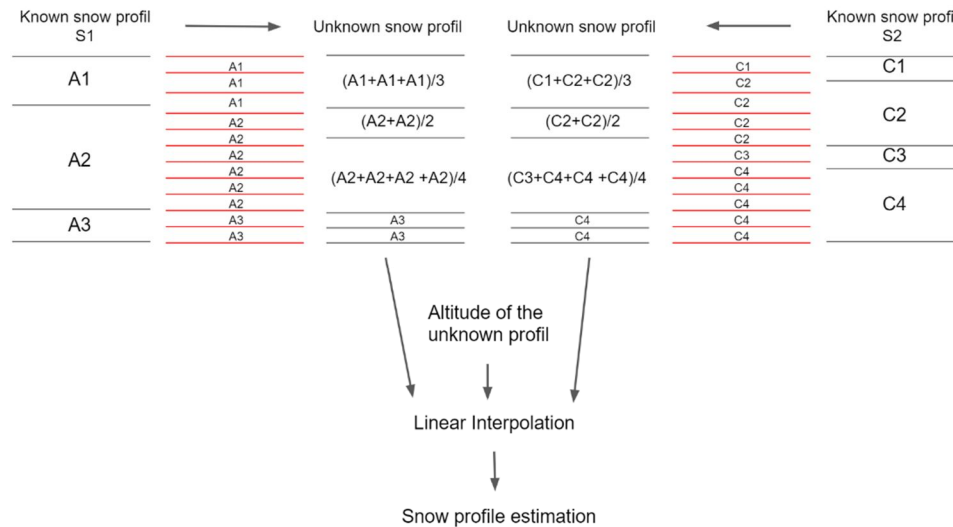 Known snow profil
S1
Unknown snow profil
Unknown snow profil
Known snow profil
S2
A1
A2
A3
A1
A1
A1
A2
A2
A2
A2
A2
A2
A3
A3
(A1+A1+A1)/3
(A2+A2)/2
(A2+A2+A2 +A2)/4
A3
A3
(C1+C2+C2)/3
(C2+C2)/2
(C3+C4+C4 +C4)/4
C4
C4
C1
C2
C2
C2
C2
C3
C4
C4
C4
C4
C4
C1
C2
C3
C4
Altitude of the
unknown profil
Linear Interpolation
Snow profile estimation